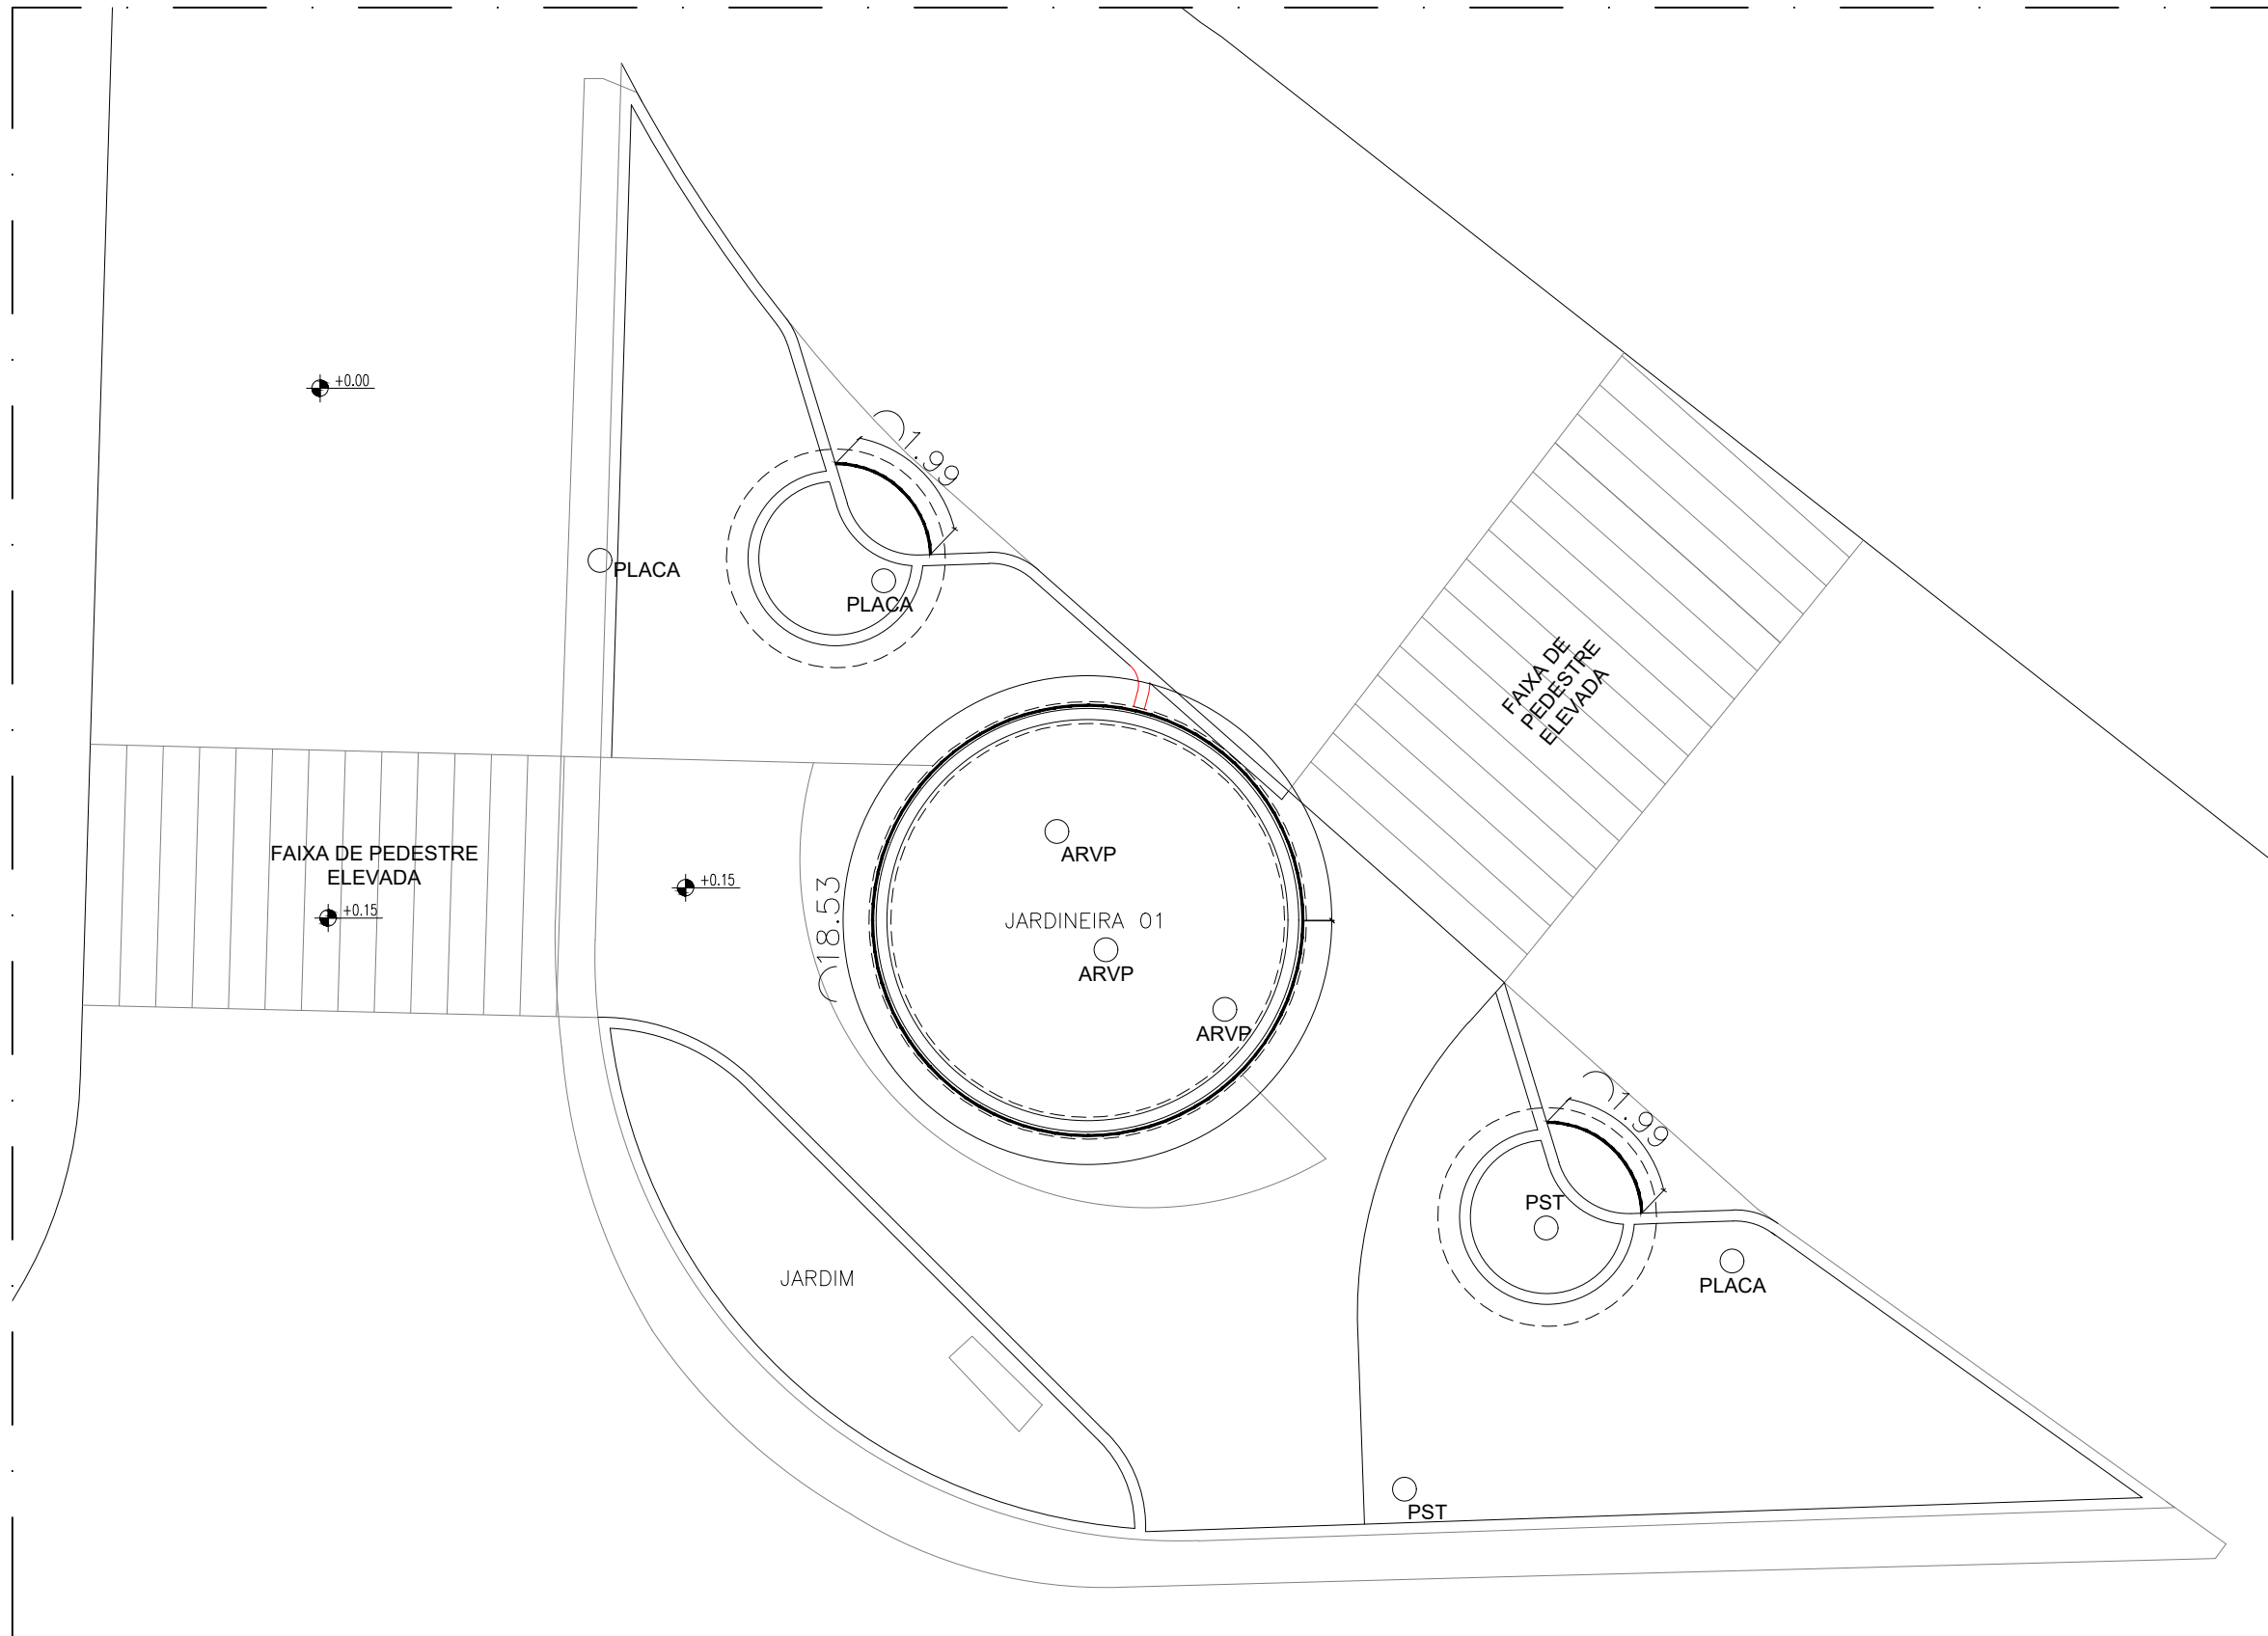 +0.00
1.99
PLACA
PLACA
FAIXA DE
PEDESTRE
ELEVADA
FAIXA DE PEDESTRE
ELEVADA
+0.15
+0.15
18.53
ARVP
JARDINEIRA 01
ARVP
ARVP
1.99
PST
PLACA
JARDIM
PST